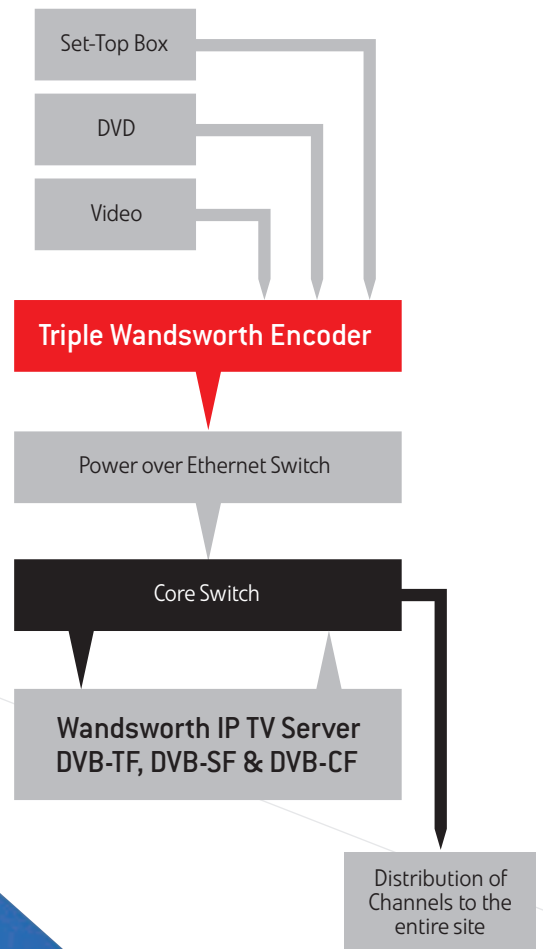 Set-Top Box
DVD
Video
Triple Wandsworth Encoder
Power over Ethernet Switch
Core Switch
Wandsworth IP TV Server
DVB-TF, DVB-SF & DVB-CF
Distribution of
Channels to the
entire site